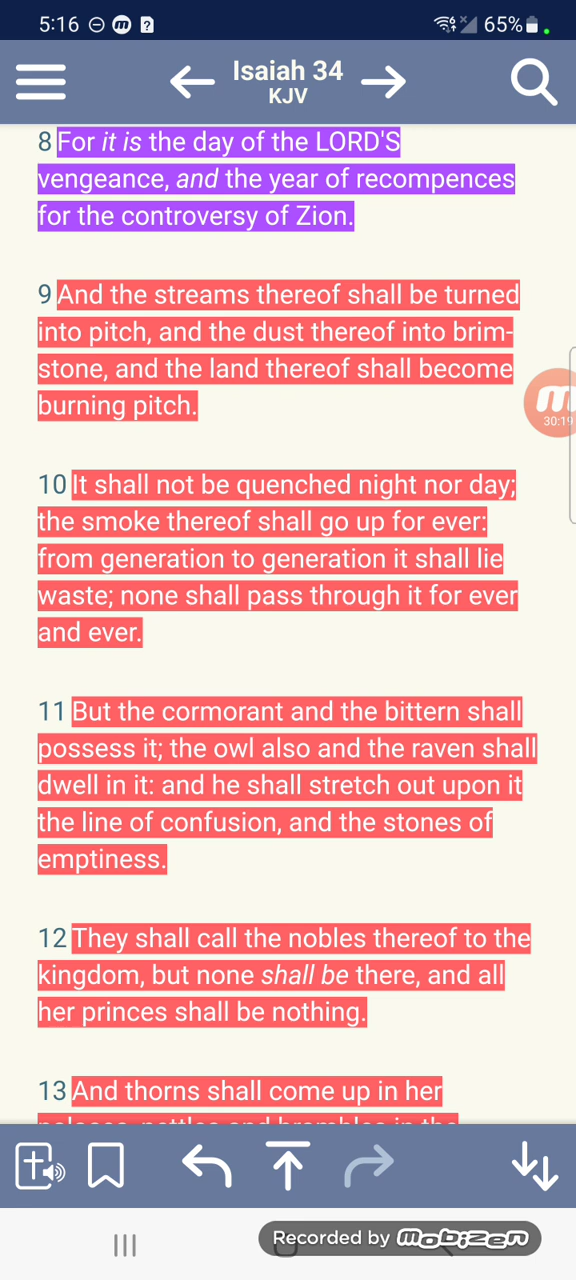 5:16
65%
Isaiah 34
KJV
8 For it is the day of the LORD'S
vengeance, and the year of recompences
for the controversy of Zion.
9 And the streams thereof shall be turned
into pitch, and the dust thereof into brim-
stone, and the land thereof shall become
burning pitch.
30:19
10 It shall not be quenched night nor day;
the smoke thereof shall go up for ever:
from generation to generation it shall lie
waste; none shall pass through it for ever
and ever.
11 But the cormorant and the bittern shall
possess it; the owl also and the raven shall
dwell in it: and he shall stretch out upon it
the line of confusion, and the stones of
emptiness.
12 They shall call the nobles thereof to the
kingdom, but none shall be there, and all
her princes shall be nothing.
13 And thorns shall come up in her
palaces, nettles and brambles in the
Recorded by Mobizen